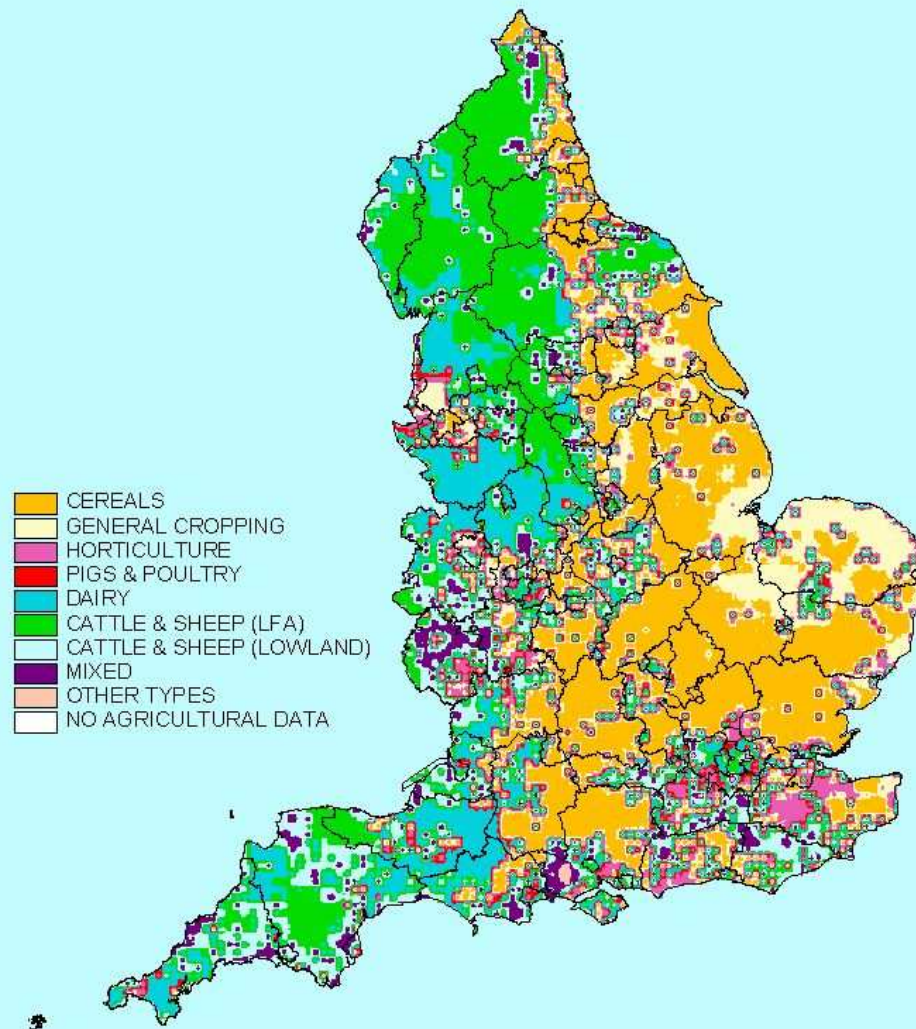 CEREALS
GENERAL CROPPING
HORTICULTURE
PIGS & POULTRY
DAIRY
CATTLE & SHEEP (LFA)
CATTLE & SHEEP (LOWLAND)
MIXED
OTHER TYPES
NO AGRICULTURAL DATA